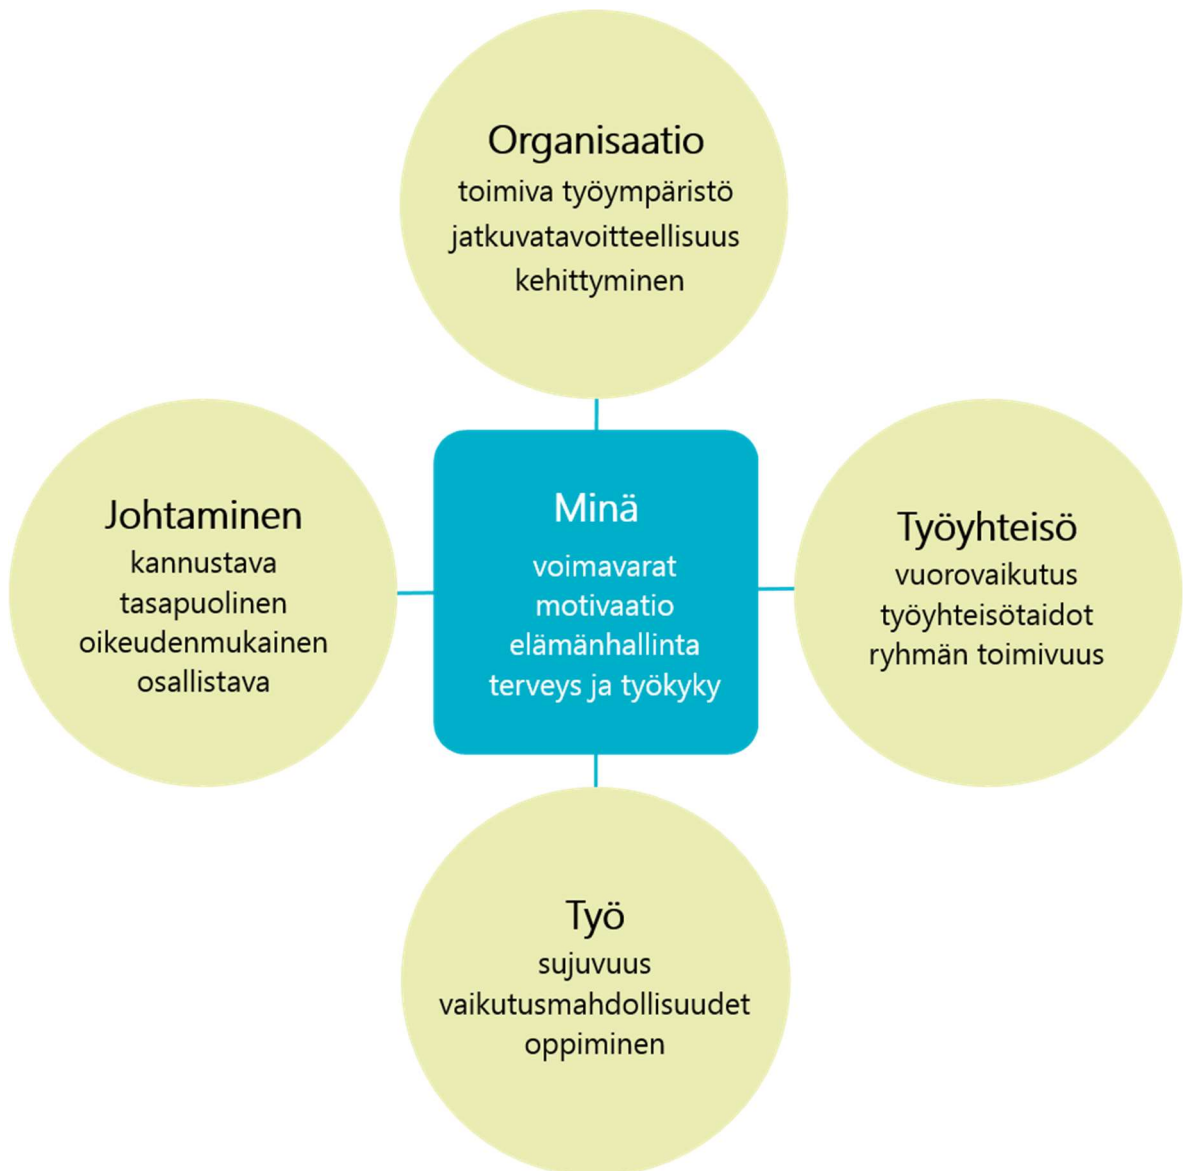 Organisaatio
toimiva työympäristö
jatkuvatavoitteellisuus
kehittyminen
Johtaminen
kannustava
tasapuolinen
oikeudenmukainen
osallistava
Minä
voimavarat
motivaatio
elämänhallinta
terveys ja työkyky
Työyhteisö
vuorovaikutus
työyhteisötaidot
ryhmän toimivuus
Työ
sujuvuus
vaikutusmahdollisuudet
oppiminen